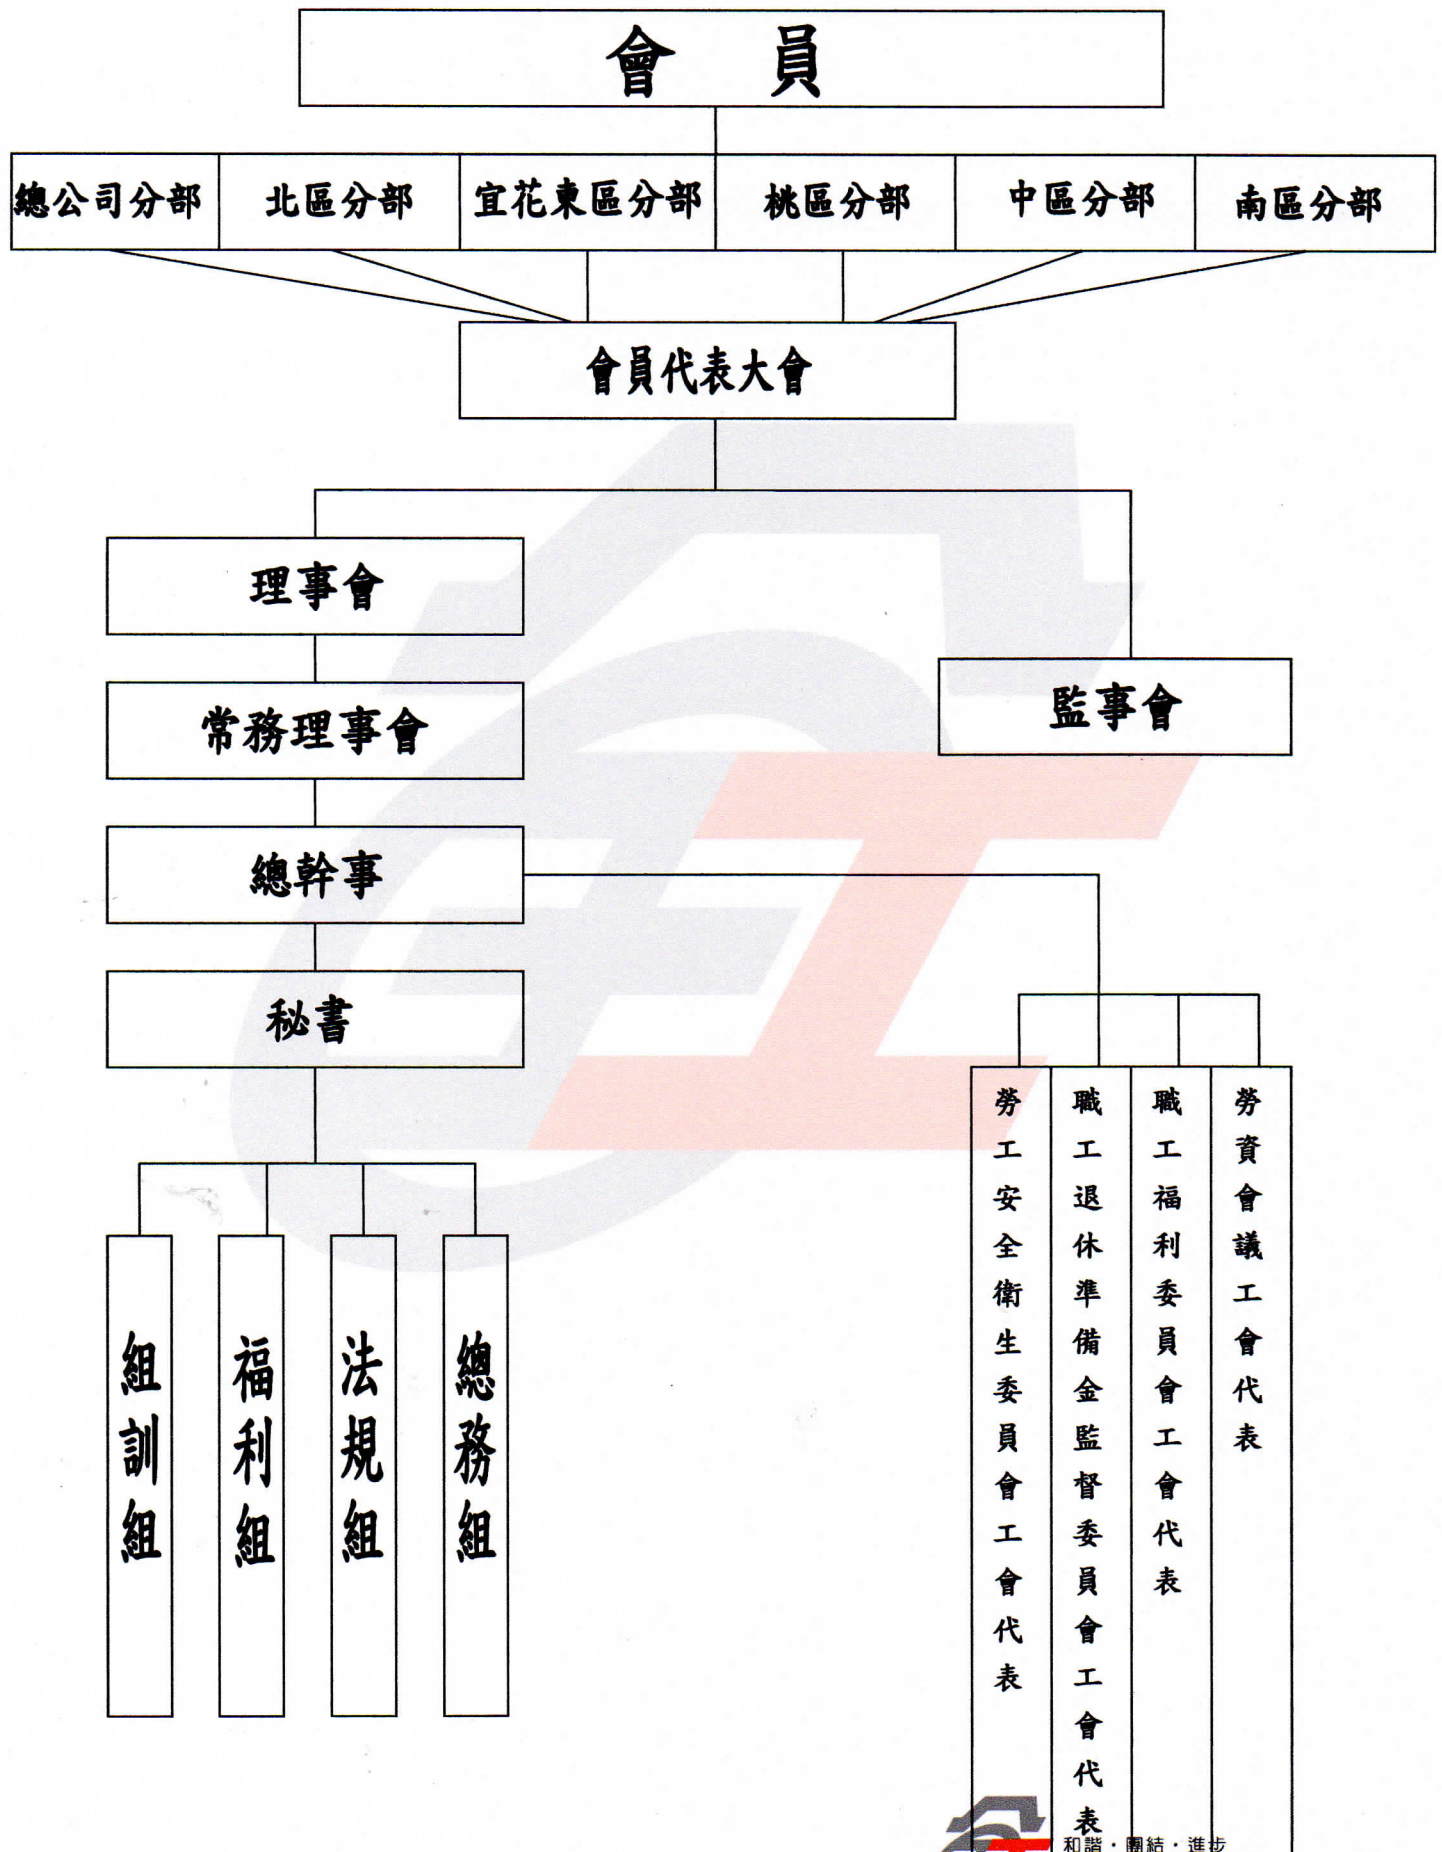 會 員
總公司分部
北區分部
宜花東區分部
桃區分部
中區分部
南區分部
會員代表大會
理事會
常務理事會
總幹事
秘書
監事會
組訓組
福利組
法規組
總務組
勞工安全衛生委員會工會代表
職工退休準備金監督委員會工會代表
職工福利委員會工會代表
勞資會議工會代表
和諧・團結・進步